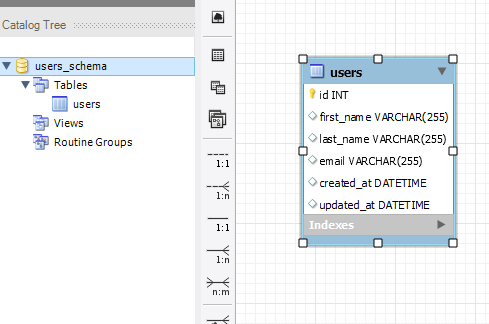 Catalog Tree
users_schema
Tables
users
Views
Routine Groups
1:1
1:n
1:1
1:n
n:m
users
id INT
first_name VARCHAR(255)
last_name VARCHAR(255)
email VARCHAR(255)
created_at DATETIME
updated_at DATETIME
Indexes